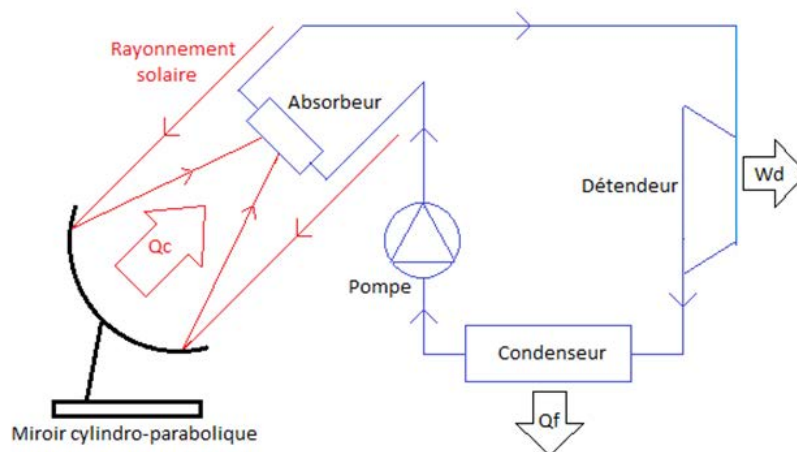 Rayonnement
solaire
Absorbeur
Détendeur
Wd
Qc
Pompe
Condenseur
Qf
Miroir cylindro-parabolique